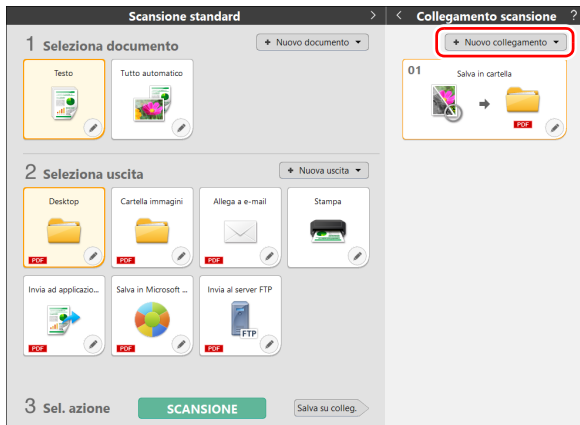 Scansione standard
>
1 Seleziona documento
+ Nuovo documento
Testo
Tutto automatico
2 Seleziona uscita
+ Nuova uscita
Desktop
PDF
Cartella immagini
PDF
Allega a e-mail
PDF
Stampa
Invia ad applicazio...
PDF
Salva in Microsoft ...
PDF
Invia al server FTP
FTP
PDF
3 Sel. azione
SCANSIONE
Salva su colleg.
< Collegamento scansione ?
+ Nuovo collegamento
01
Salva in cartella
PDF